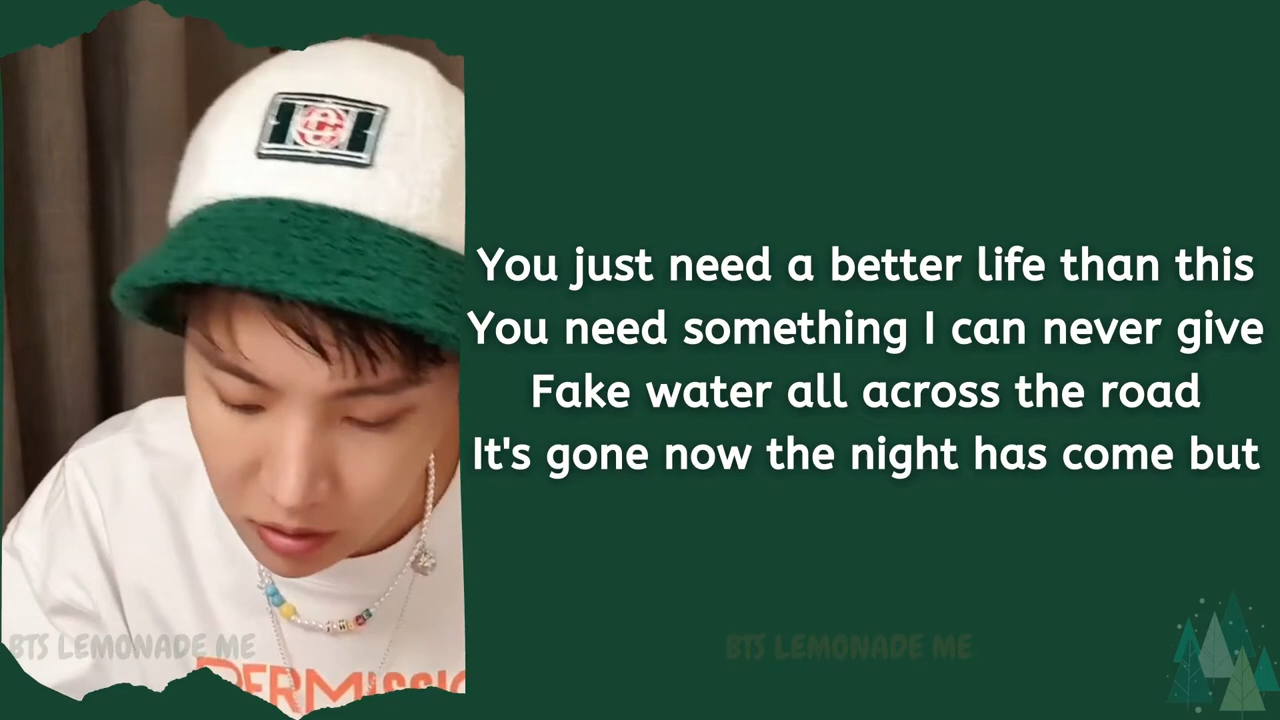 You just need a better life than this
You need something I can never give
Fake water all across the road
It's gone now the night has come but
BTS LEMONADE ME
BTS LEMONADE ME